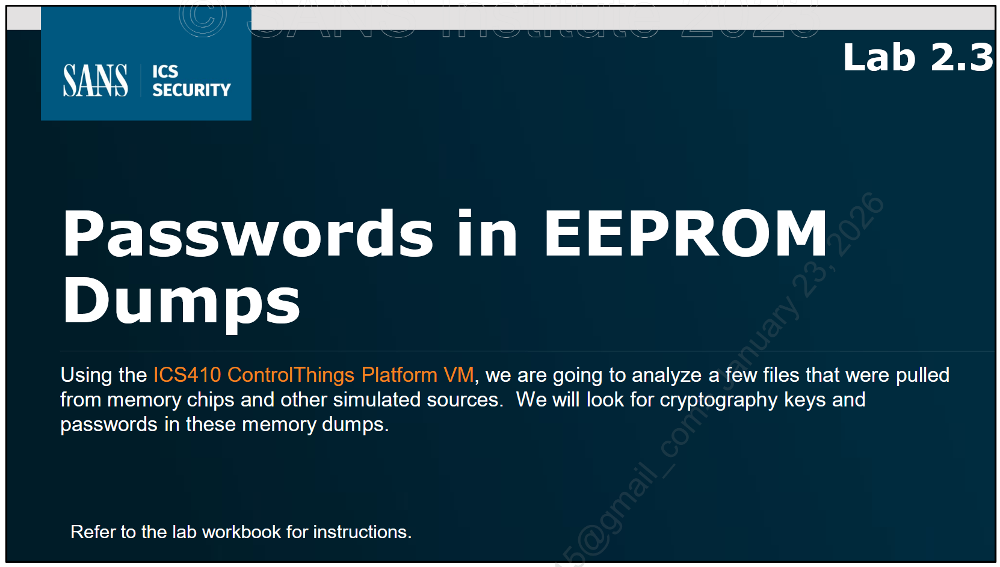 © SANS Institute 2026
Lab 2.3
SANS
ICS
SECURITY
Passwords in EEPROM
Dumps
Using the ICS410 ControlThings Platform VM, we are going to analyze a few files that were pulled
from memory chips and other simulated sources.  We will look for cryptography keys and
passwords in these memory dumps.
15@gmail_com- January 23, 2026
Refer to the lab workbook for instructions.